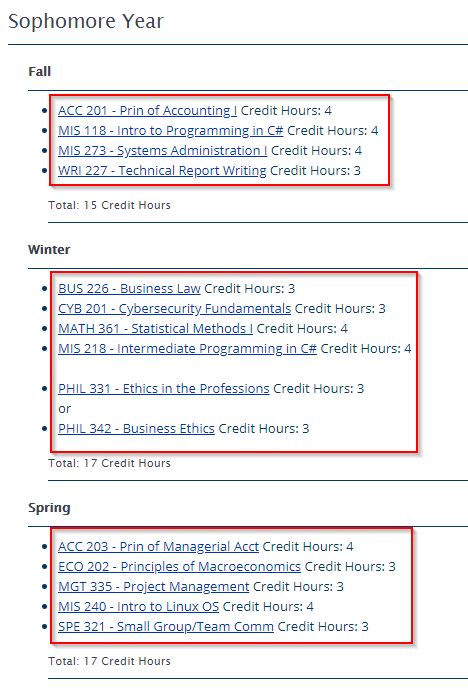 Sophomore Year
Fall
ACC 201 - Prin of Accounting I Credit Hours: 4
MIS 118 - Intro to Programming in C# Credit Hours: 4
MIS 273 - Systems Administration I Credit Hours: 4
WRI 227 - Technical Report Writing Credit Hours: 3
Total: 15 Credit Hours
Winter
BUS 226 - Business Law Credit Hours: 3
CYB 201 - Cybersecurity Fundamentals Credit Hours: 3
MATH 361 - Statistical Methods I Credit Hours: 4
MIS 218 - Intermediate Programming in C# Credit Hours: 4
PHIL 331 - Ethics in the Professions Credit Hours: 3
or
PHIL 342 - Business Ethics Credit Hours: 3
Total: 17 Credit Hours
Spring
ACC 203 - Prin of Managerial Acct Credit Hours: 4
ECO 202 - Principles of Macroeconomics Credit Hours: 3
MGT 335 - Project Management Credit Hours: 3
MIS 240 - Intro to Linux OS Credit Hours: 4
SPE 321 - Small Group/Team Comm Credit Hours: 3
Total: 17 Credit Hours